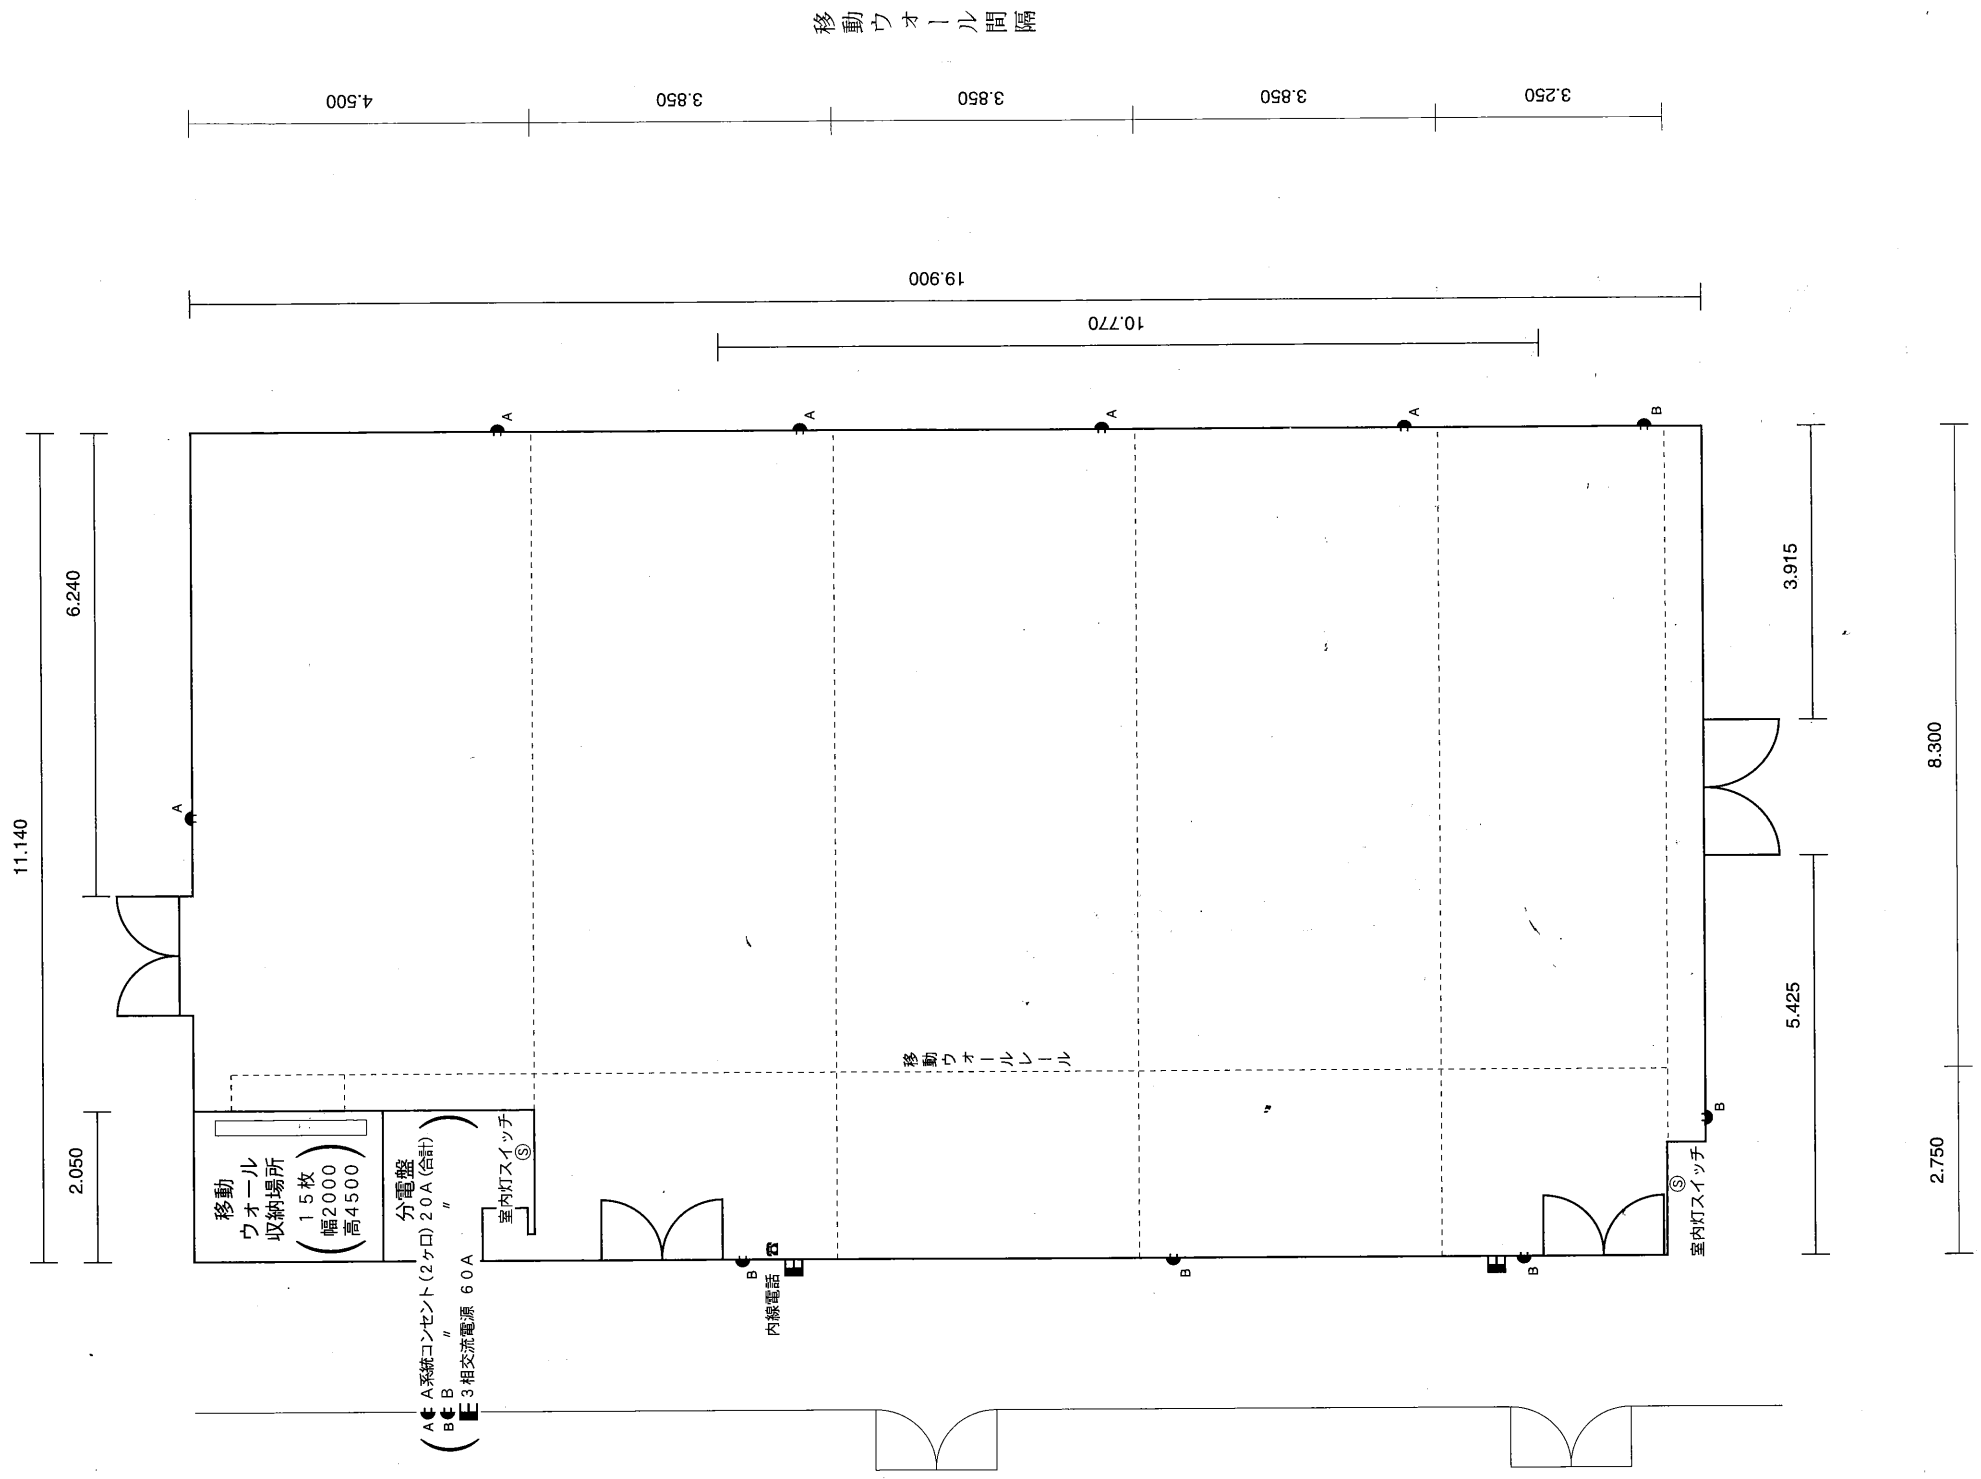 移動ウォール間隔
4.500
3.850
3.850
3.850
3.250
19.900
10.770
11.140
6.240
2.050
3.915
8.300
5.425
2.750
A
A
A
A
B
A
B
B
B
B
移動ウォールレール
移動
ウォール
収納場所
(15枚
幅2000
高4500)
分電盤
(A A系統コンセント(2ヶ口)20A(合計)
B B 〃 〃
3相交流電源 60A)
室内灯スイッチ
S
内線電話
室内灯スイッチ
S